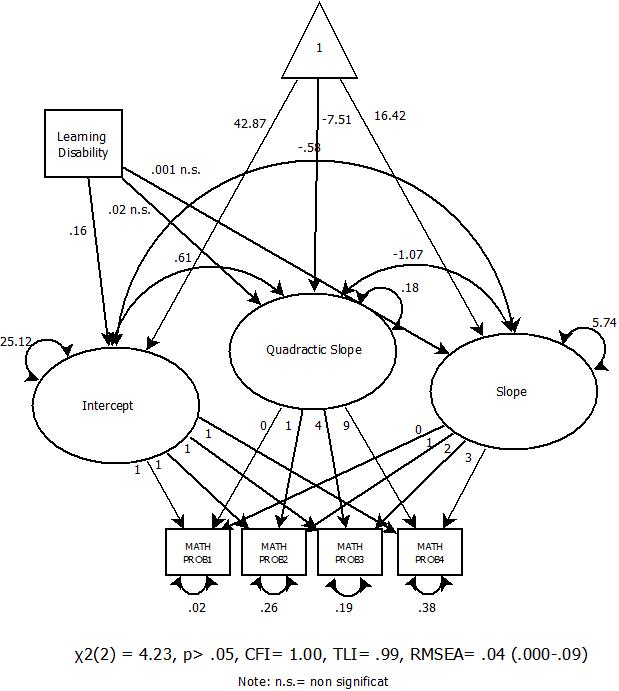 1
42.87
-7.51
16.42
Learning
Disability
-.58
.001 n.s.
.02 n.s.
.16
.61
-1.07
.18
25.12
5.74
Quadractic Slope
Intercept
Slope
0
1
4
9
1
1
1
1
0
1
2
3
MATH
PROB1
MATH
PROB2
MATH
PROB3
MATH
PROB4
.02
.26
.19
.38
χ2(2) = 4.23, p> .05, CFI= 1.00, TLI= .99, RMSEA= .04 (.000-.09)
Note: n.s.= non significat